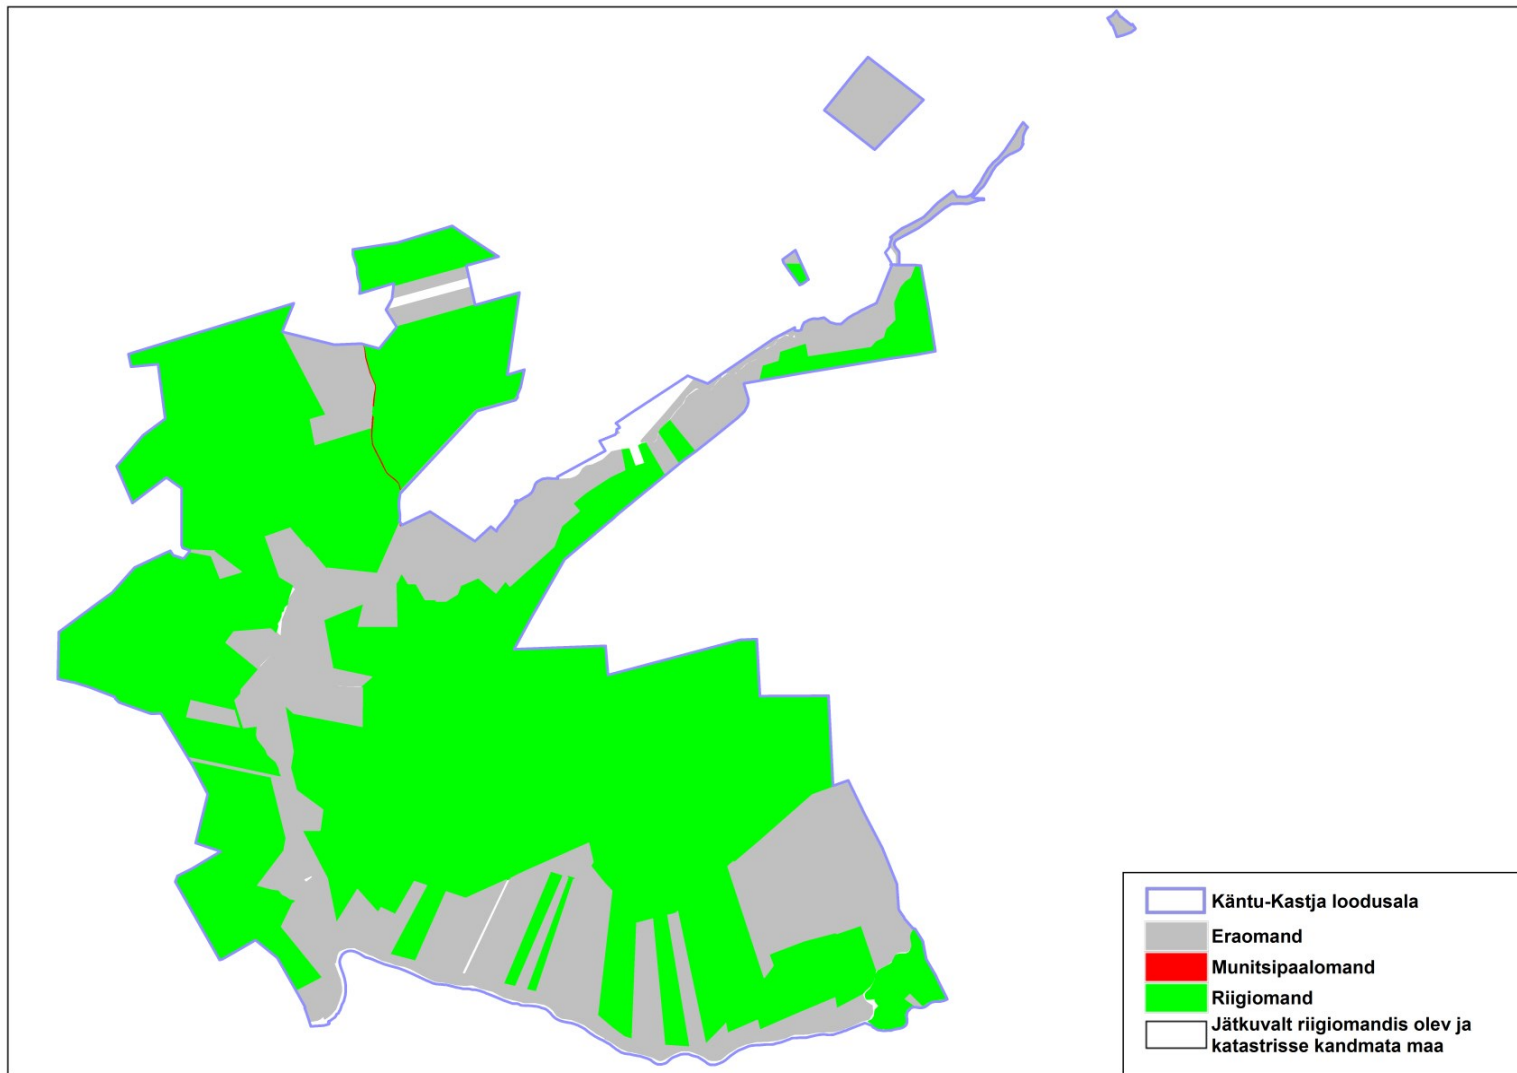 Käntu-Kastja loodusala
Eraomand
Munitsipaalomand
Riigiomand
Jätkuvalt riigiomandis olev ja
katastrisse kandmata maa